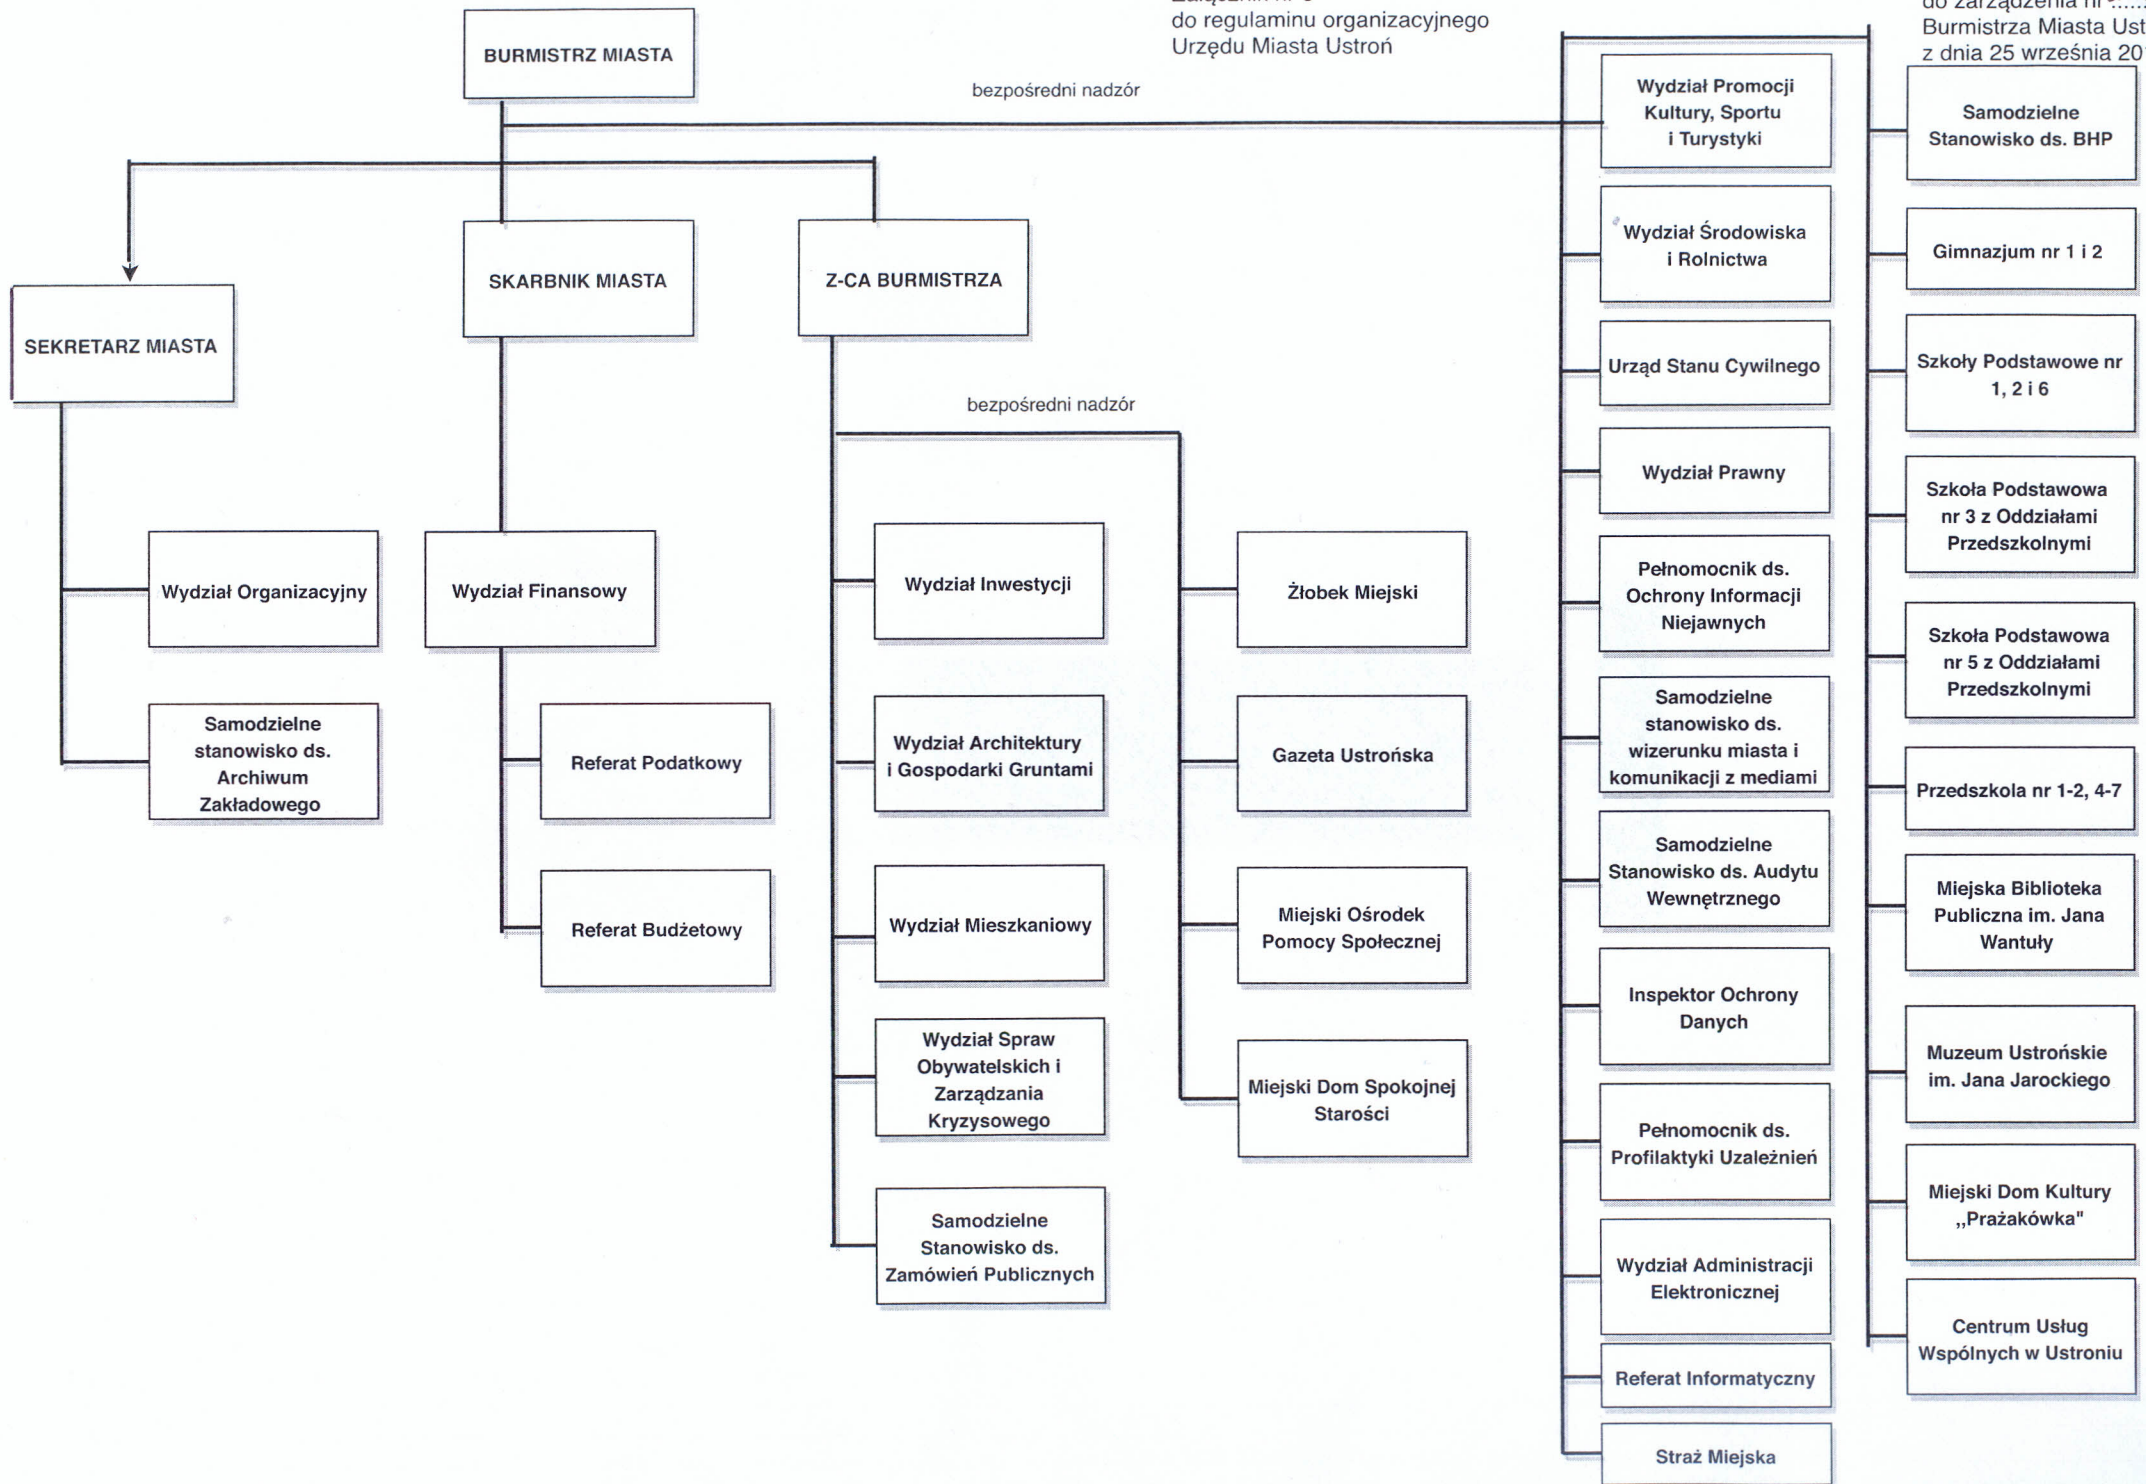 do regulaminu organizacyjnego
Urzędu Miasta Ustroń
do zarządzenia nr
Burmistrza Miasta
z dnia 25 września
BURMISTRZ MIASTA
bezpośredni nadzór
SEKRETARZ MIASTA
SKARBNIK MIASTA
Z-CA BURMISTRZA
bezpośredni nadzór
Wydział Organizacyjny
Samodzielne
stanowisko ds.
Archiwum
Zakładowego
Wydział Finansowy
Referat Podatkowy
Referat Budżetowy
Wydział Inwestycji
Wydział Architektury
i Gospodarki Gruntami
Wydział Mieszkaniowy
Wydział Spraw
Obywatelskich i
Zarządzania
Kryzysowego
Samodzielne
Stanowisko ds.
Zamówień Publicznych
Żłobek Miejski
Gazeta Ustrońska
Miejski Ośrodek
Pomocy Społecznej
Miejski Dom Spokojnej
Starości
Wydział Promocji
Kultury, Sportu
i Turystyki
Wydział Środowiska
i Rolnictwa
Urząd Stanu Cywilnego
Wydział Prawny
Pełnomocnik ds.
Ochrony Informacji
Niejawnych
Samodzielne
stanowisko ds.
wizerunku miasta i
komunikacji z mediami
Samodzielne
Stanowisko ds. Audytu
Wewnętrznego
Inspektor Ochrony
Danych
Pełnomocnik ds.
Profilaktyki Uzależnień
Wydział Administracji
Elektronicznej
Referat Informatyczny
Straż Miejska
Samodzielne
Stanowisko ds. BHP
Gimnazjum nr 1 i 2
Szkoły Podstawowe nr
1, 2 i 6
Szkoła Podstawowa
nr 3 z Oddziałami
Przedszkolnymi
Szkoła Podstawowa
nr 5 z Oddziałami
Przedszkolnymi
Przedszkola nr 1-2, 4-7
Miejska Biblioteka
Publiczna im. Jana
Wantuły
Muzeum Ustrońskie
im. Jana Jarockiego
Miejski Dom Kultury
,,Prażakówka"
Centrum Usług
Wspólnych w Ustroniu